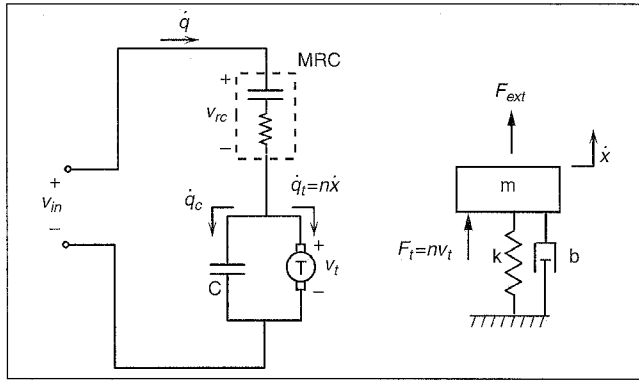 q̇
MRC
+
v_rc
−
+
v_in
−
q̇_c
q̇_t=nẋ
C
T
+
v_t
−
F_ext
ẋ
m
F_t=nv_t
k
b